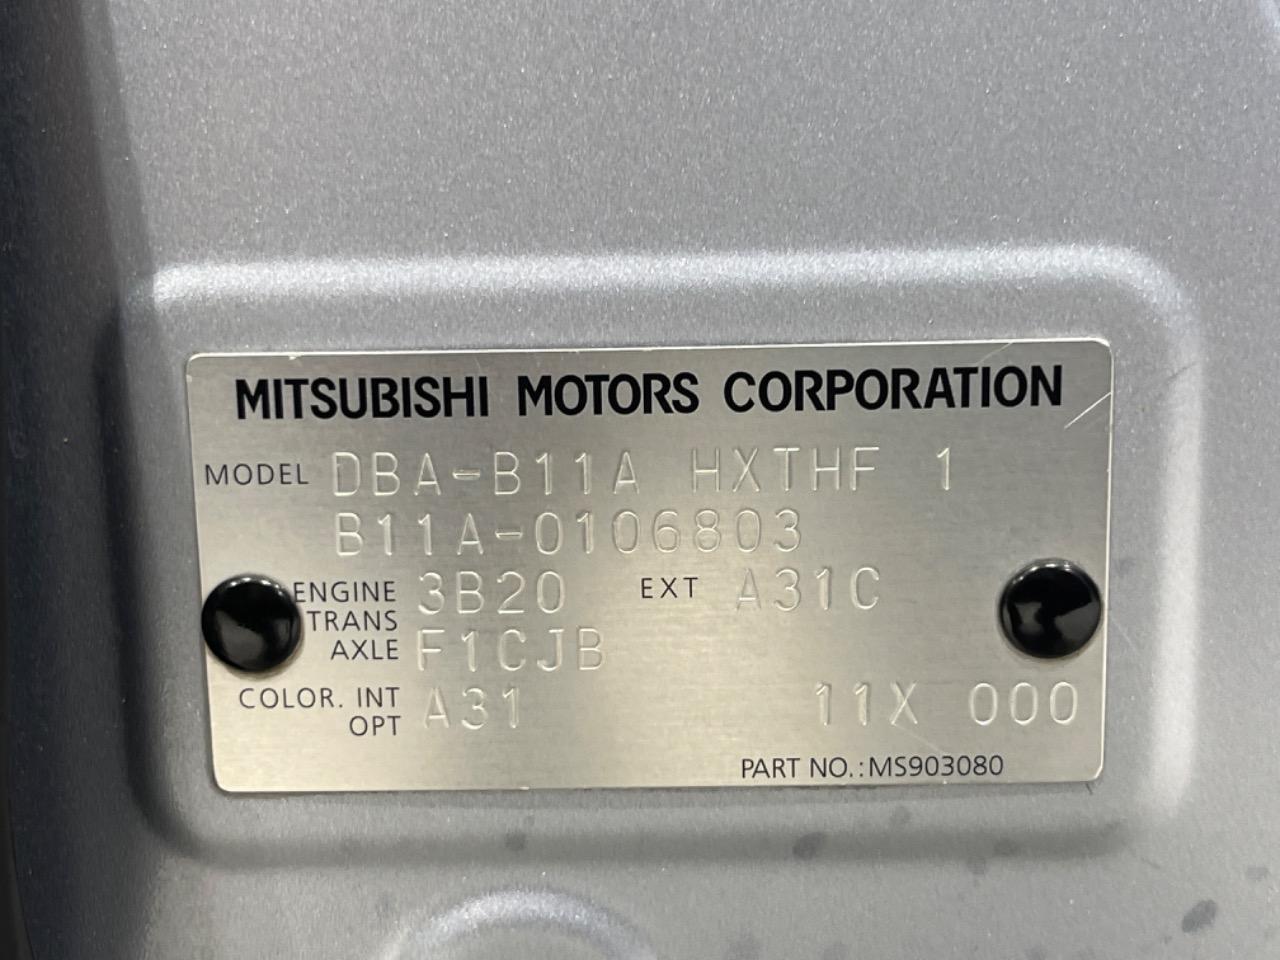 MITSUBISHI MOTORS CORPORATION
MODEL DBA-B11A HXTHF 1
B11A-0106803
ENGINE 3B20 EXT A31C
TRANS
AXLE F1CJB
COLOR. INT
OPT A31 11X 000
PART NO.:MS903080